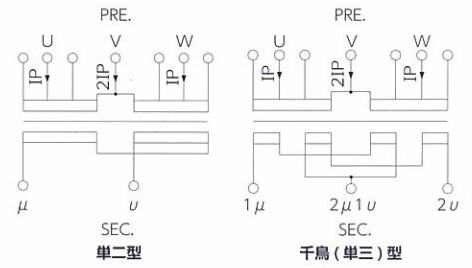 PRE.
U V W
IP 2IP IP
μ υ
SEC.
単二型
PRE.
U V W
IP 2IP IP
1μ 2μ1υ 2υ
SEC.
千鳥(単三)型